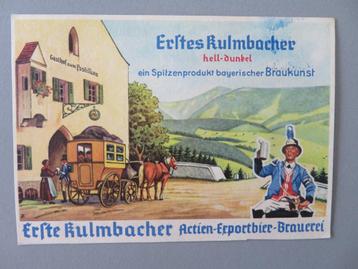 Erstes Kulmbacher
hell-dunkel
ein Spitzenprodukt bayerischer Braukunst
Gasthof zum Postillion
Erste Kulmbacher Actien-Exportbier-Brauerei